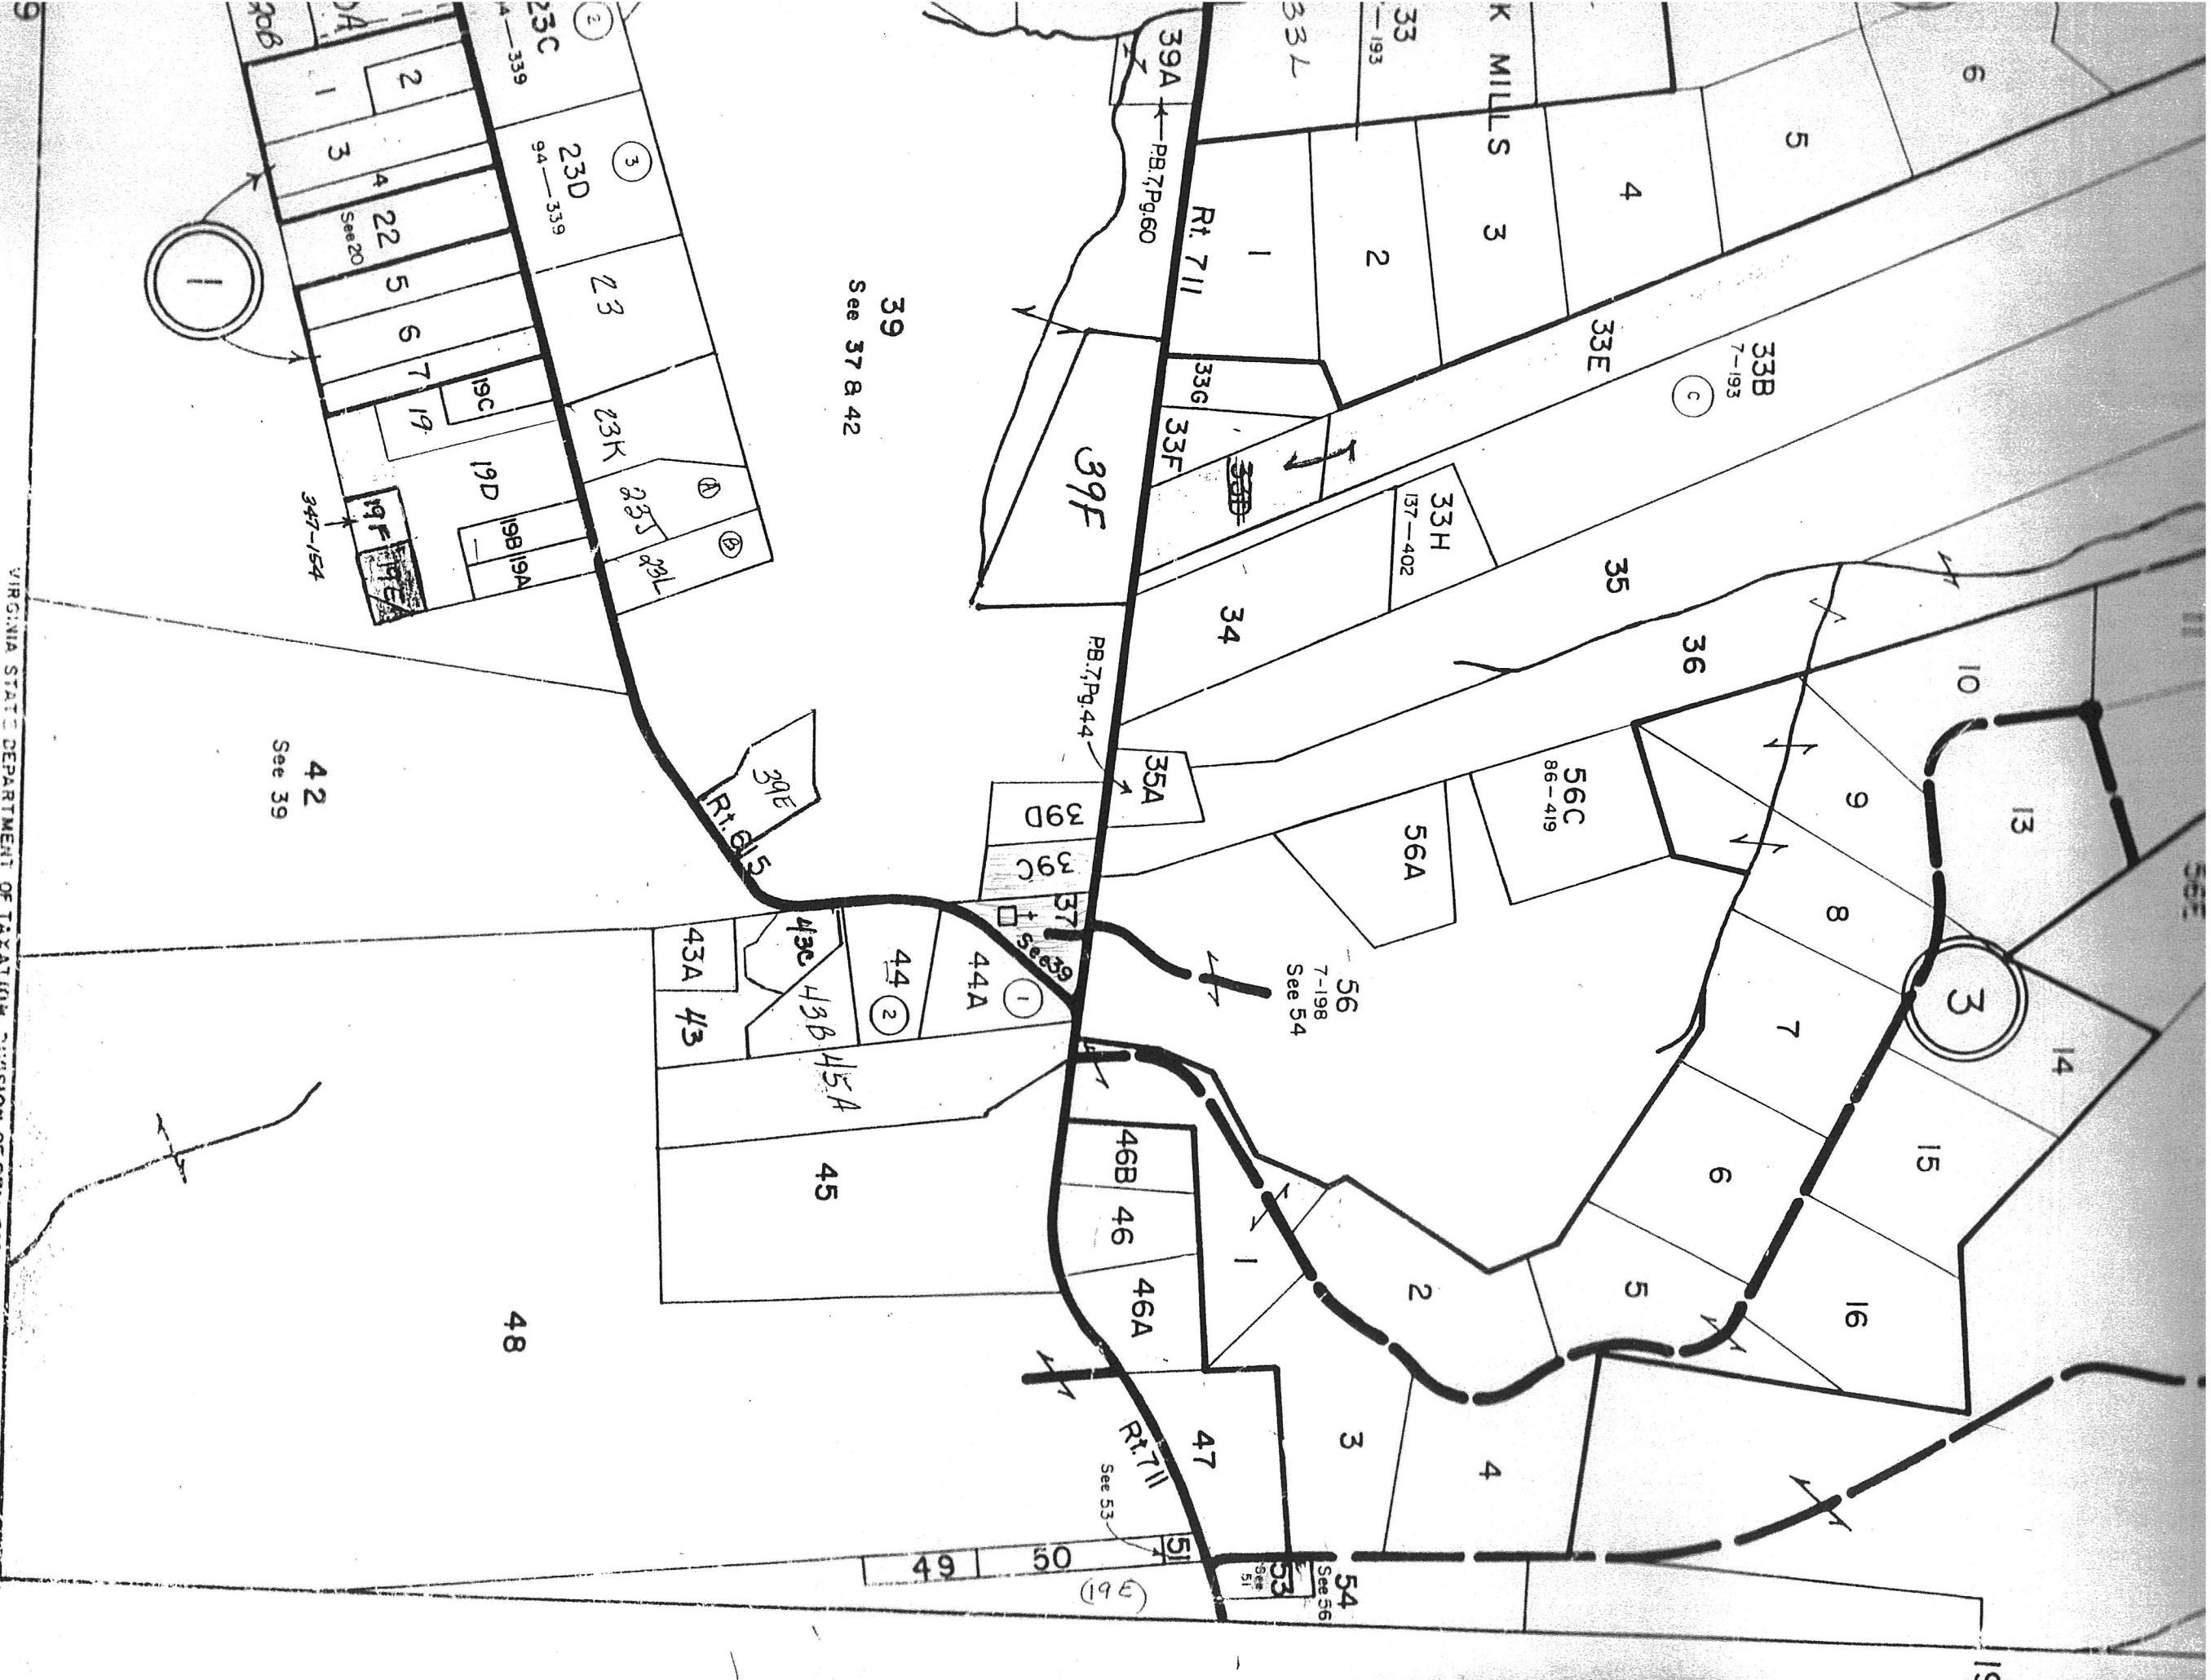 20B
2
1
3
4
22
See 20
5
6
7
1
19C
19
19D
19B
19A
19F
347-154
23C
2
23D
94—339
3
23
23K
A
23J
B
23L
39
See 37 & 42
39A
P.B.7, Pg.60
Rt. 711
39F
33L
33
K MILLS
1
2
3
4
5
6
33E
33B
7-193
C
33G
33F
33H
137—402
34
35
36
P.B.7, Pg.44
35A
39D
39C
37
See 39
39E
Rt. 615
42
See 39
VIRGINIA STATE DEPARTMENT OF TAXATION
43A
43
43C
43B
44
2
44A
1
45A
45
48
56A
56C
86-419
56
7-198
See 54
10
9
8
7
6
5
13
3
14
15
16
11
46B
46
46A
1
2
3
4
47
Rt. 711
See 53
49
50
51
(19E)
53
See 51
54
See 56